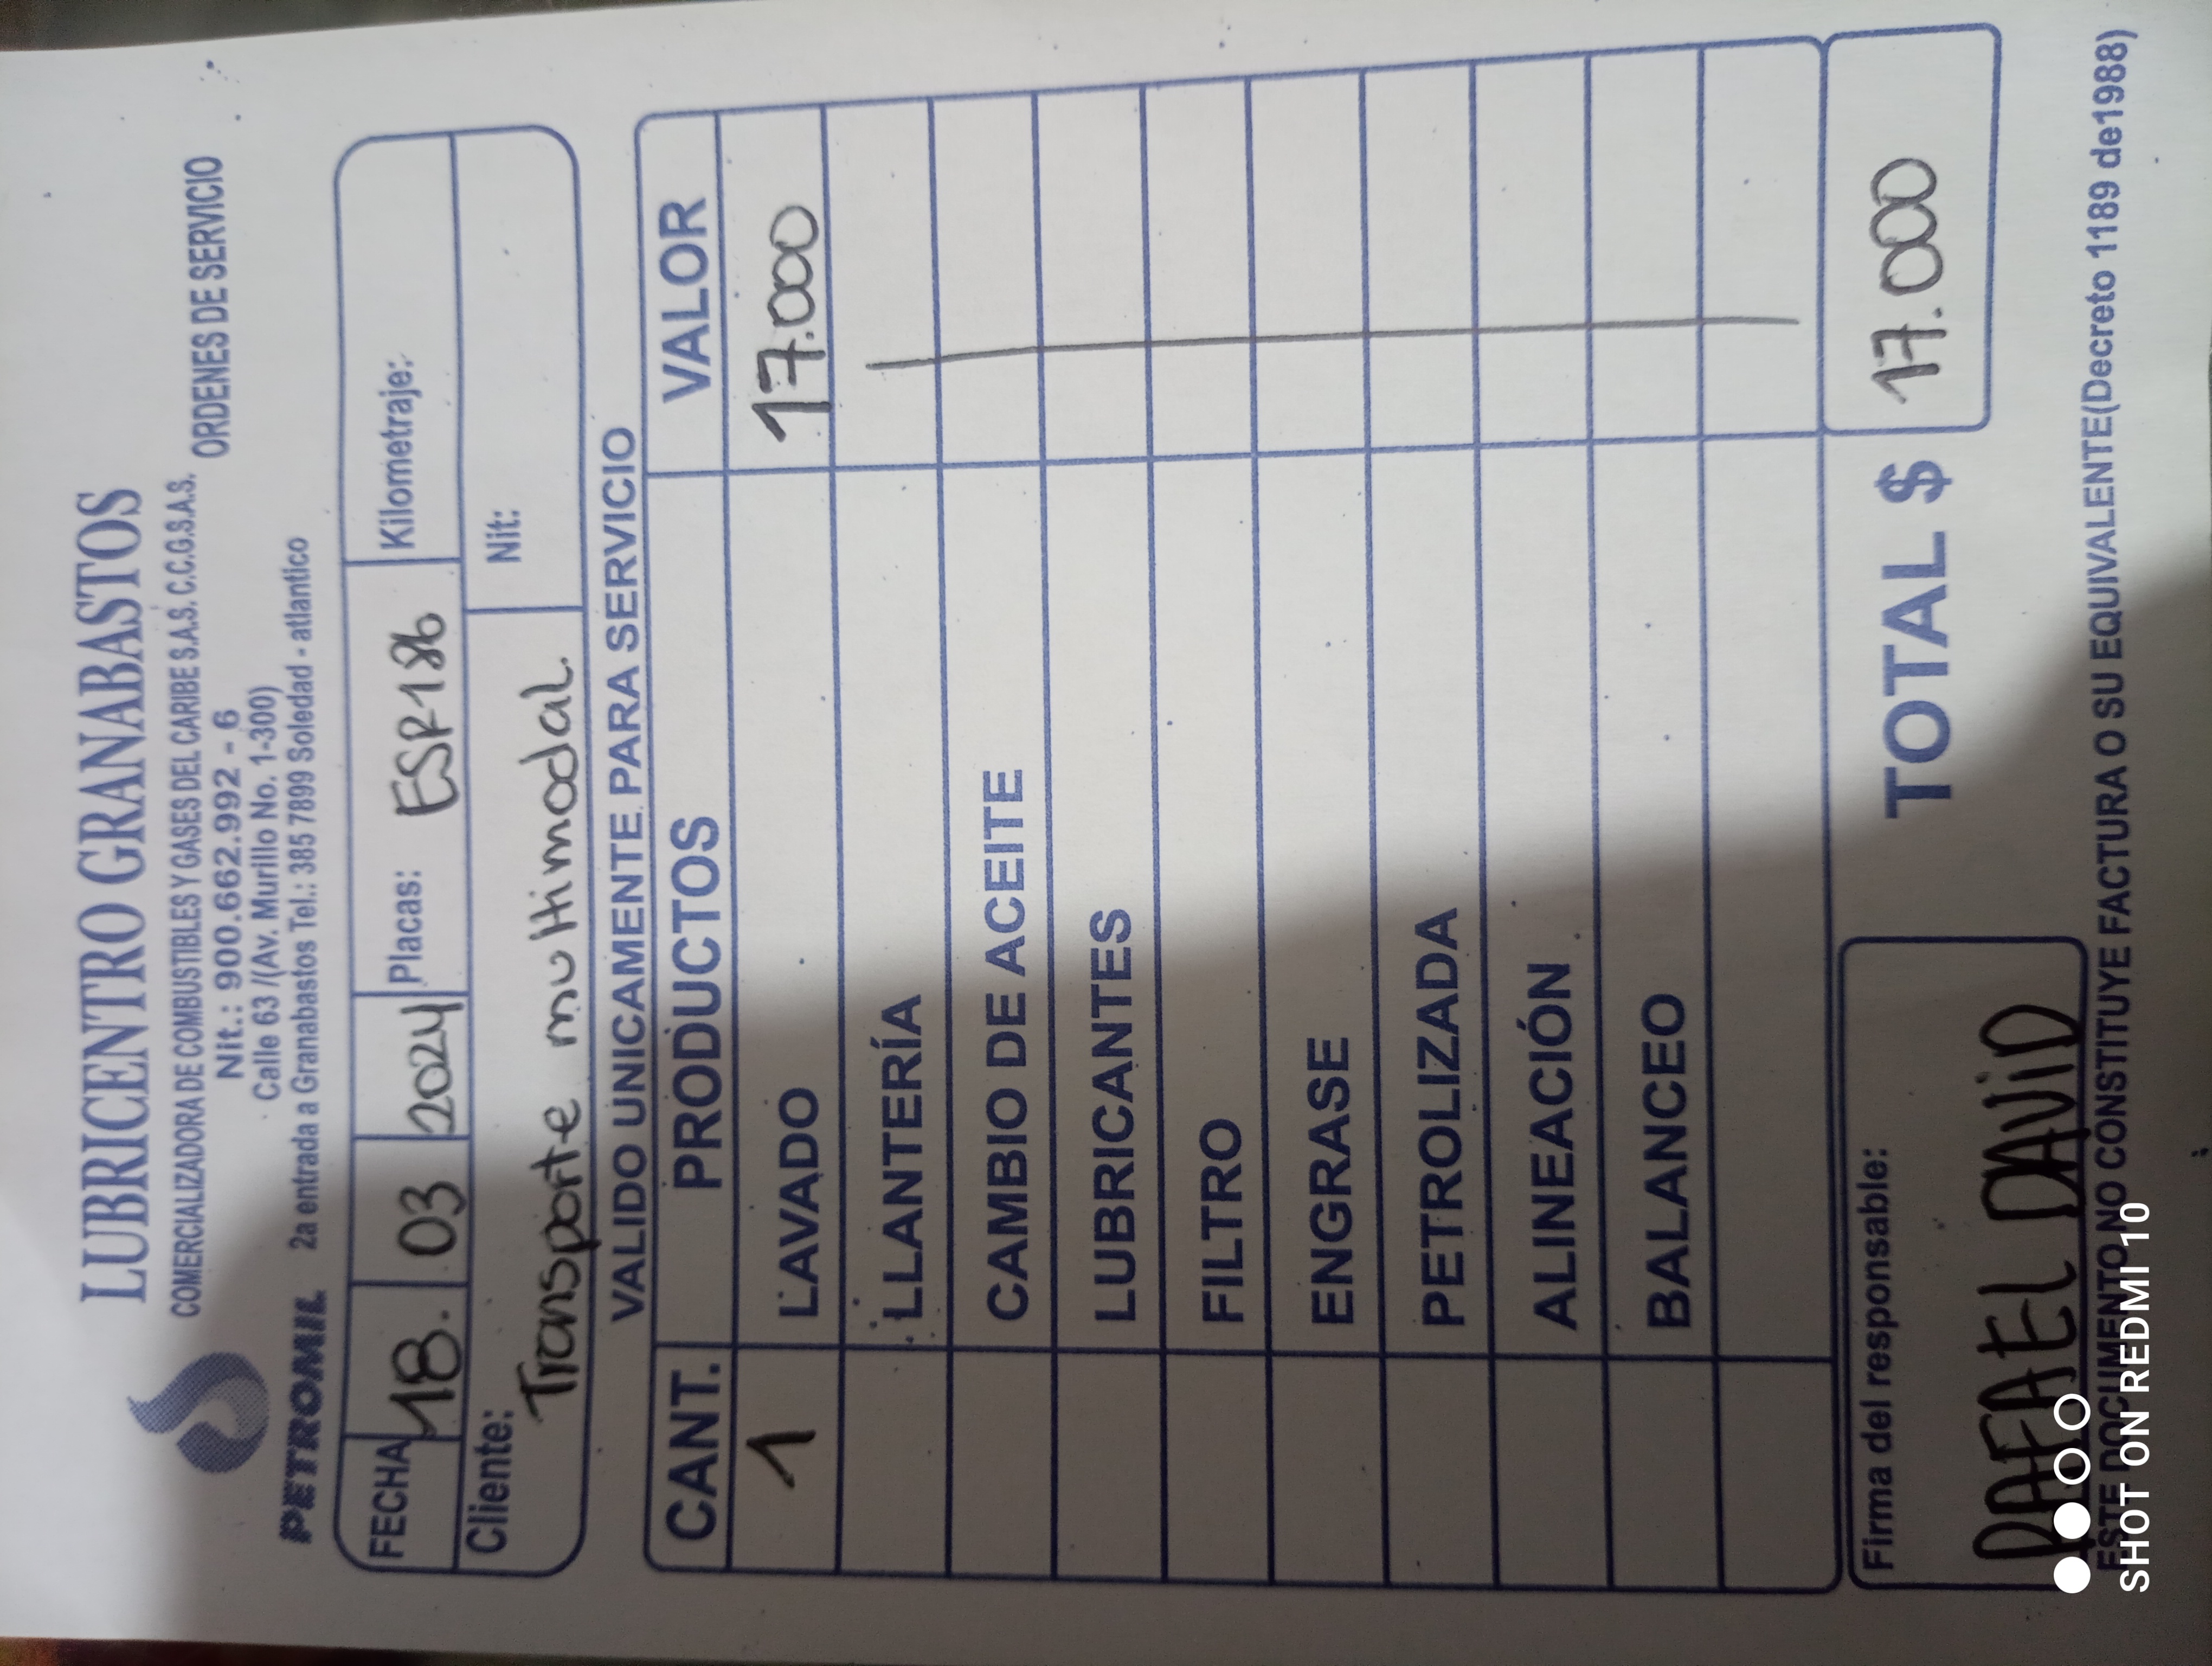 LUBRICENTRO GRANABASTOS
COMERCIALIZADORA DE COMBUSTIBLES Y GASES DEL CARIBE S.A.S. C.C.G.S.A.S.
Nit.: 900.662.992 - 6
ORDENES DE SERVICIO
Calle 63 /(Av. Murillo No. 1-300)
PETROMIL 2a entrada a Granabastos Tel.: 385 7899 Soledad - atlantico
FECHA 18. 03 2024 Placas: ESR186 Kilometraje:
Cliente: Transporte multimodal. Nit:
VALIDO UNICAMENTE PARA SERVICIO
CANT. PRODUCTOS VALOR
1 LAVADO 17.000
LLANTERÍA
CAMBIO DE ACEITE
LUBRICANTES
FILTRO
ENGRASE
PETROLIZADA
ALINEACIÓN
BALANCEO
Firma del responsable: TOTAL $ 17.000
RAFAEL DAVID
ESTE DOCUMENTO NO CONSTITUYE FACTURA O SU EQUIVALENTE(Decreto 1189 de1988)
SHOT ON REDMI 10